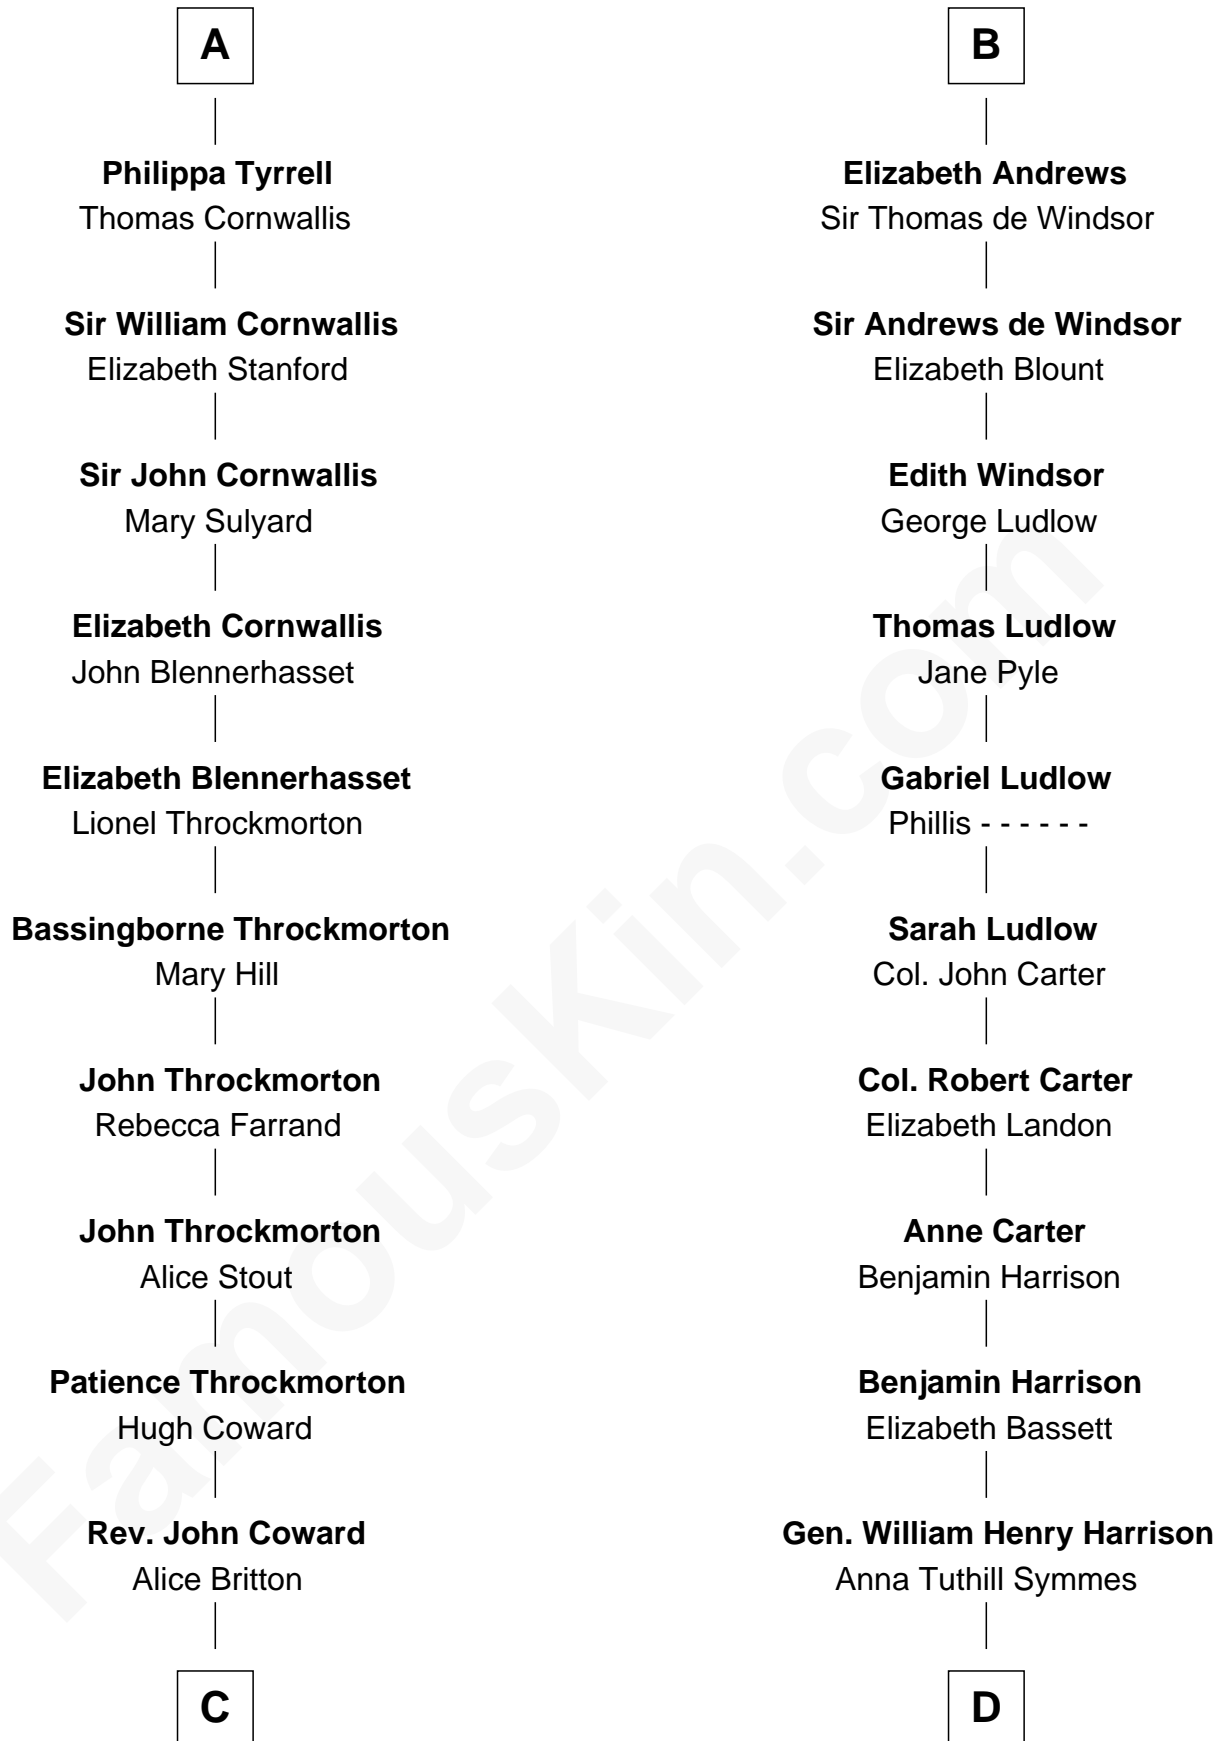 A
Philippa Tyrrell
Thomas Cornwallis
Sir William Cornwallis
Elizabeth Stanford
Sir John Cornwallis
Mary Sulyard
Elizabeth Cornwallis
John Blennerhasset
Elizabeth Blennerhasset
Lionel Throckmorton
Bassingborne Throckmorton
Mary Hill
John Throckmorton
Rebecca Farrand
John Throckmorton
Alice Stout
Patience Throckmorton
Hugh Coward
Rev. John Coward
Alice Britton
C
B
Elizabeth Andrews
Sir Thomas de Windsor
Sir Andrews de Windsor
Elizabeth Blount
Edith Windsor
George Ludlow
Thomas Ludlow
Jane Pyle
Gabriel Ludlow
Phillis - - - - - -
Sarah Ludlow
Col. John Carter
Col. Robert Carter
Elizabeth Landon
Anne Carter
Benjamin Harrison
Benjamin Harrison
Elizabeth Bassett
Gen. William Henry Harrison
Anna Tuthill Symmes
D
FamousKin.com